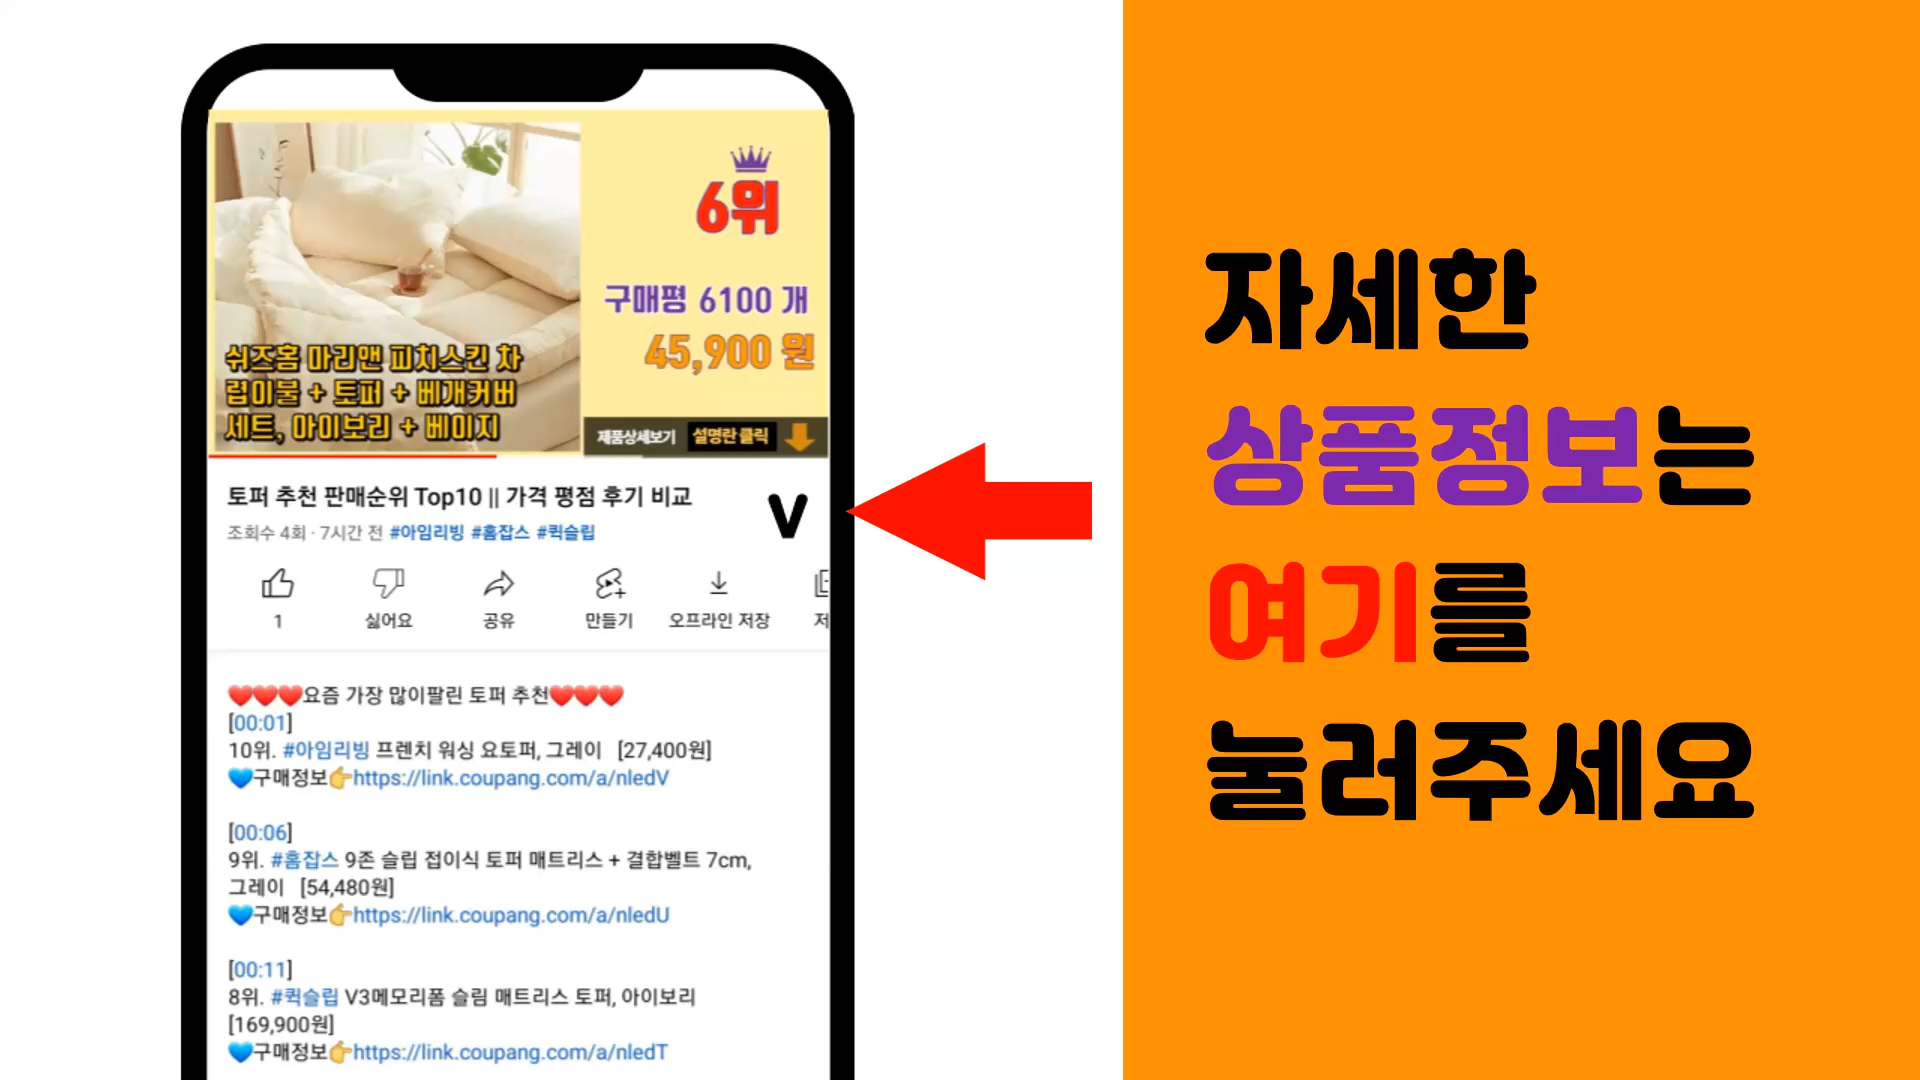 6위
구매평 6100 개
45,900 원
쉬즈홈 마리앤 피치스킨 차
렵이불 + 토퍼 + 베개커버
세트, 아이보리 + 베이지
제품상세보기 설명란 클릭
토퍼 추천 판매순위 Top10 || 가격 평점 후기 비교
V
조회수 4회 · 7시간 전 #아임리빙 #홈잡스 #퀵슬립
1 싫어요 공유 만들기 오프라인 저장 저
❤️❤️❤️요즘 가장 많이팔린 토퍼 추천❤️❤️❤️
[00:01]
10위. #아임리빙 프렌치 워싱 요토퍼, 그레이 [27,400원]
💙구매정보👉https://link.coupang.com/a/nledV
[00:06]
9위. #홈잡스 9존 슬립 접이식 토퍼 매트리스 + 결합벨트 7cm,
그레이 [54,480원]
💙구매정보👉https://link.coupang.com/a/nledU
[00:11]
8위. #퀵슬립 V3메모리폼 슬림 매트리스 토퍼, 아이보리
[169,900원]
💙구매정보👉https://link.coupang.com/a/nledT
자세한
상품정보는
여기를
눌러주세요